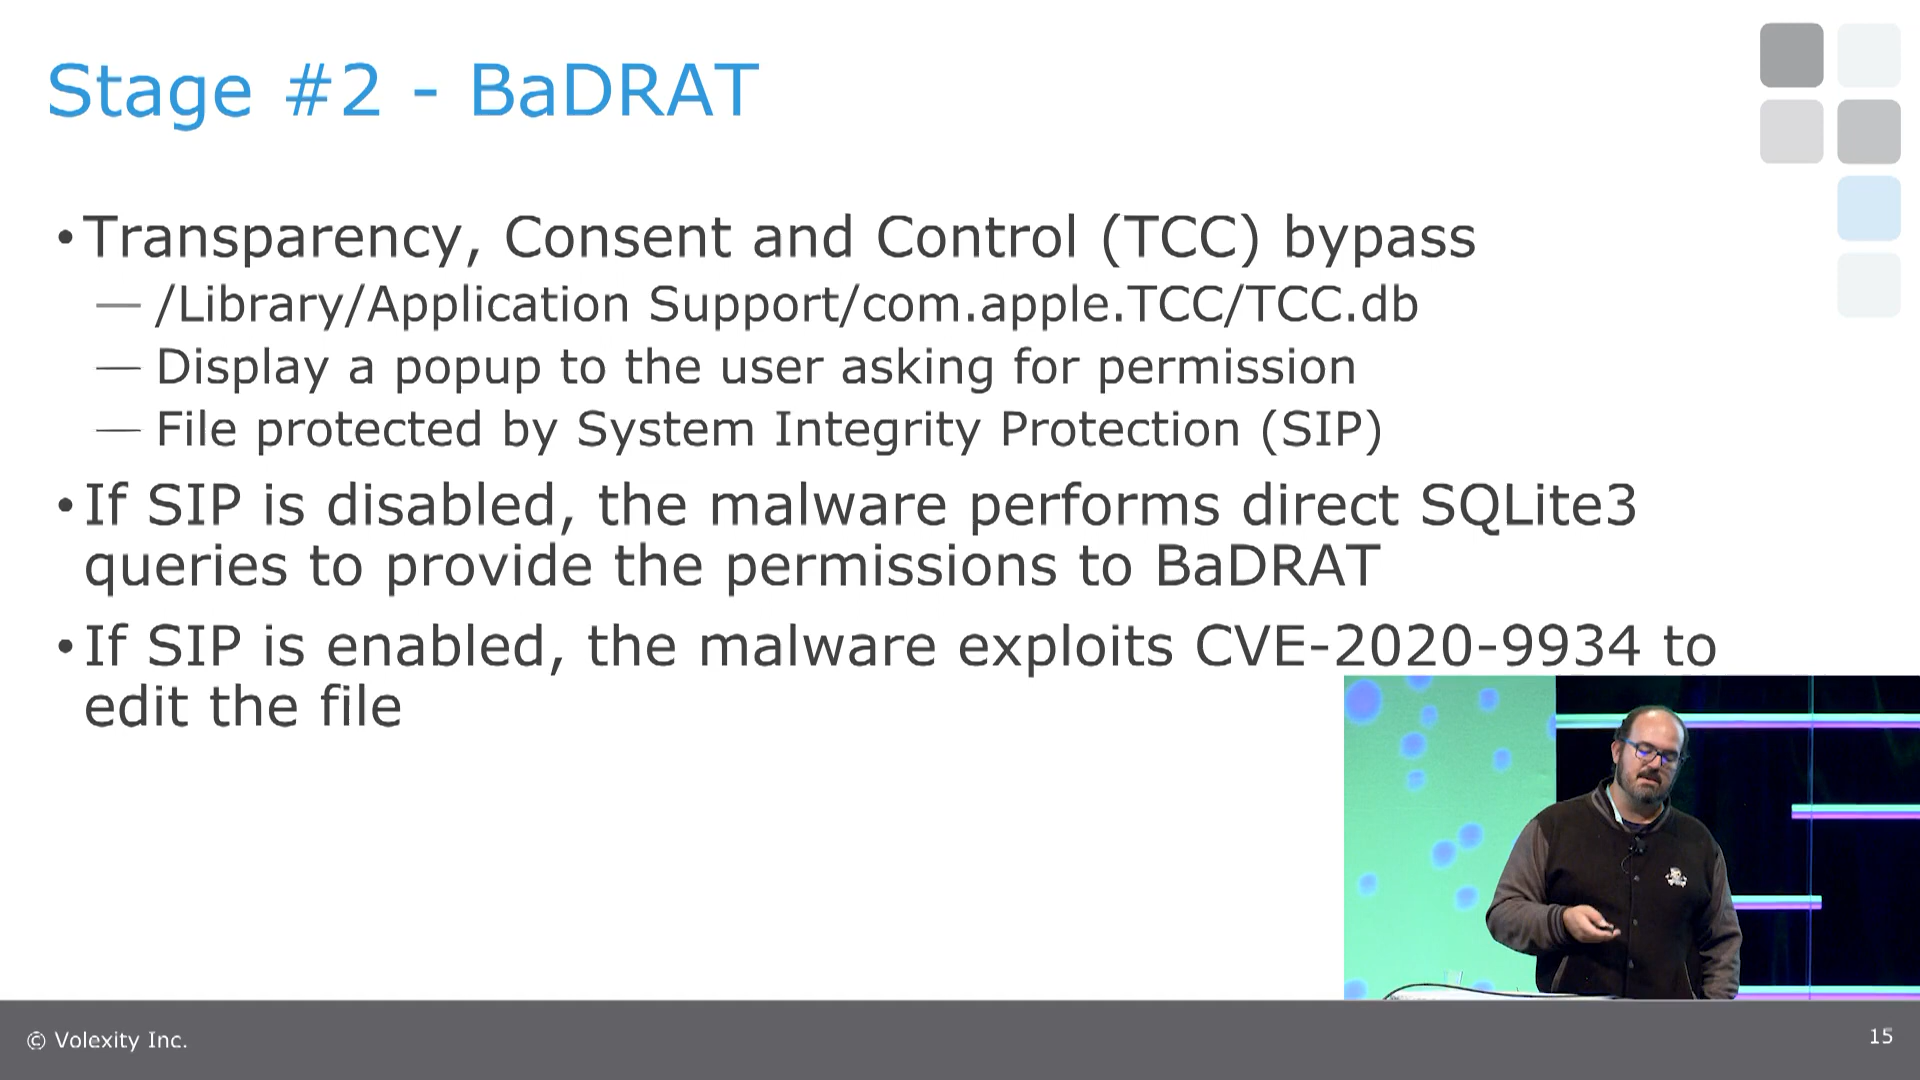 Stage #2 - BaDRAT
•Transparency, Consent and Control (TCC) bypass
— /Library/Application Support/com.apple.TCC/TCC.db
— Display a popup to the user asking for permission
— File protected by System Integrity Protection (SIP)
•If SIP is disabled, the malware performs direct SQLite3
queries to provide the permissions to BaDRAT
•If SIP is enabled, the malware exploits CVE-2020-9934 to
edit the file
© Volexity Inc.
15